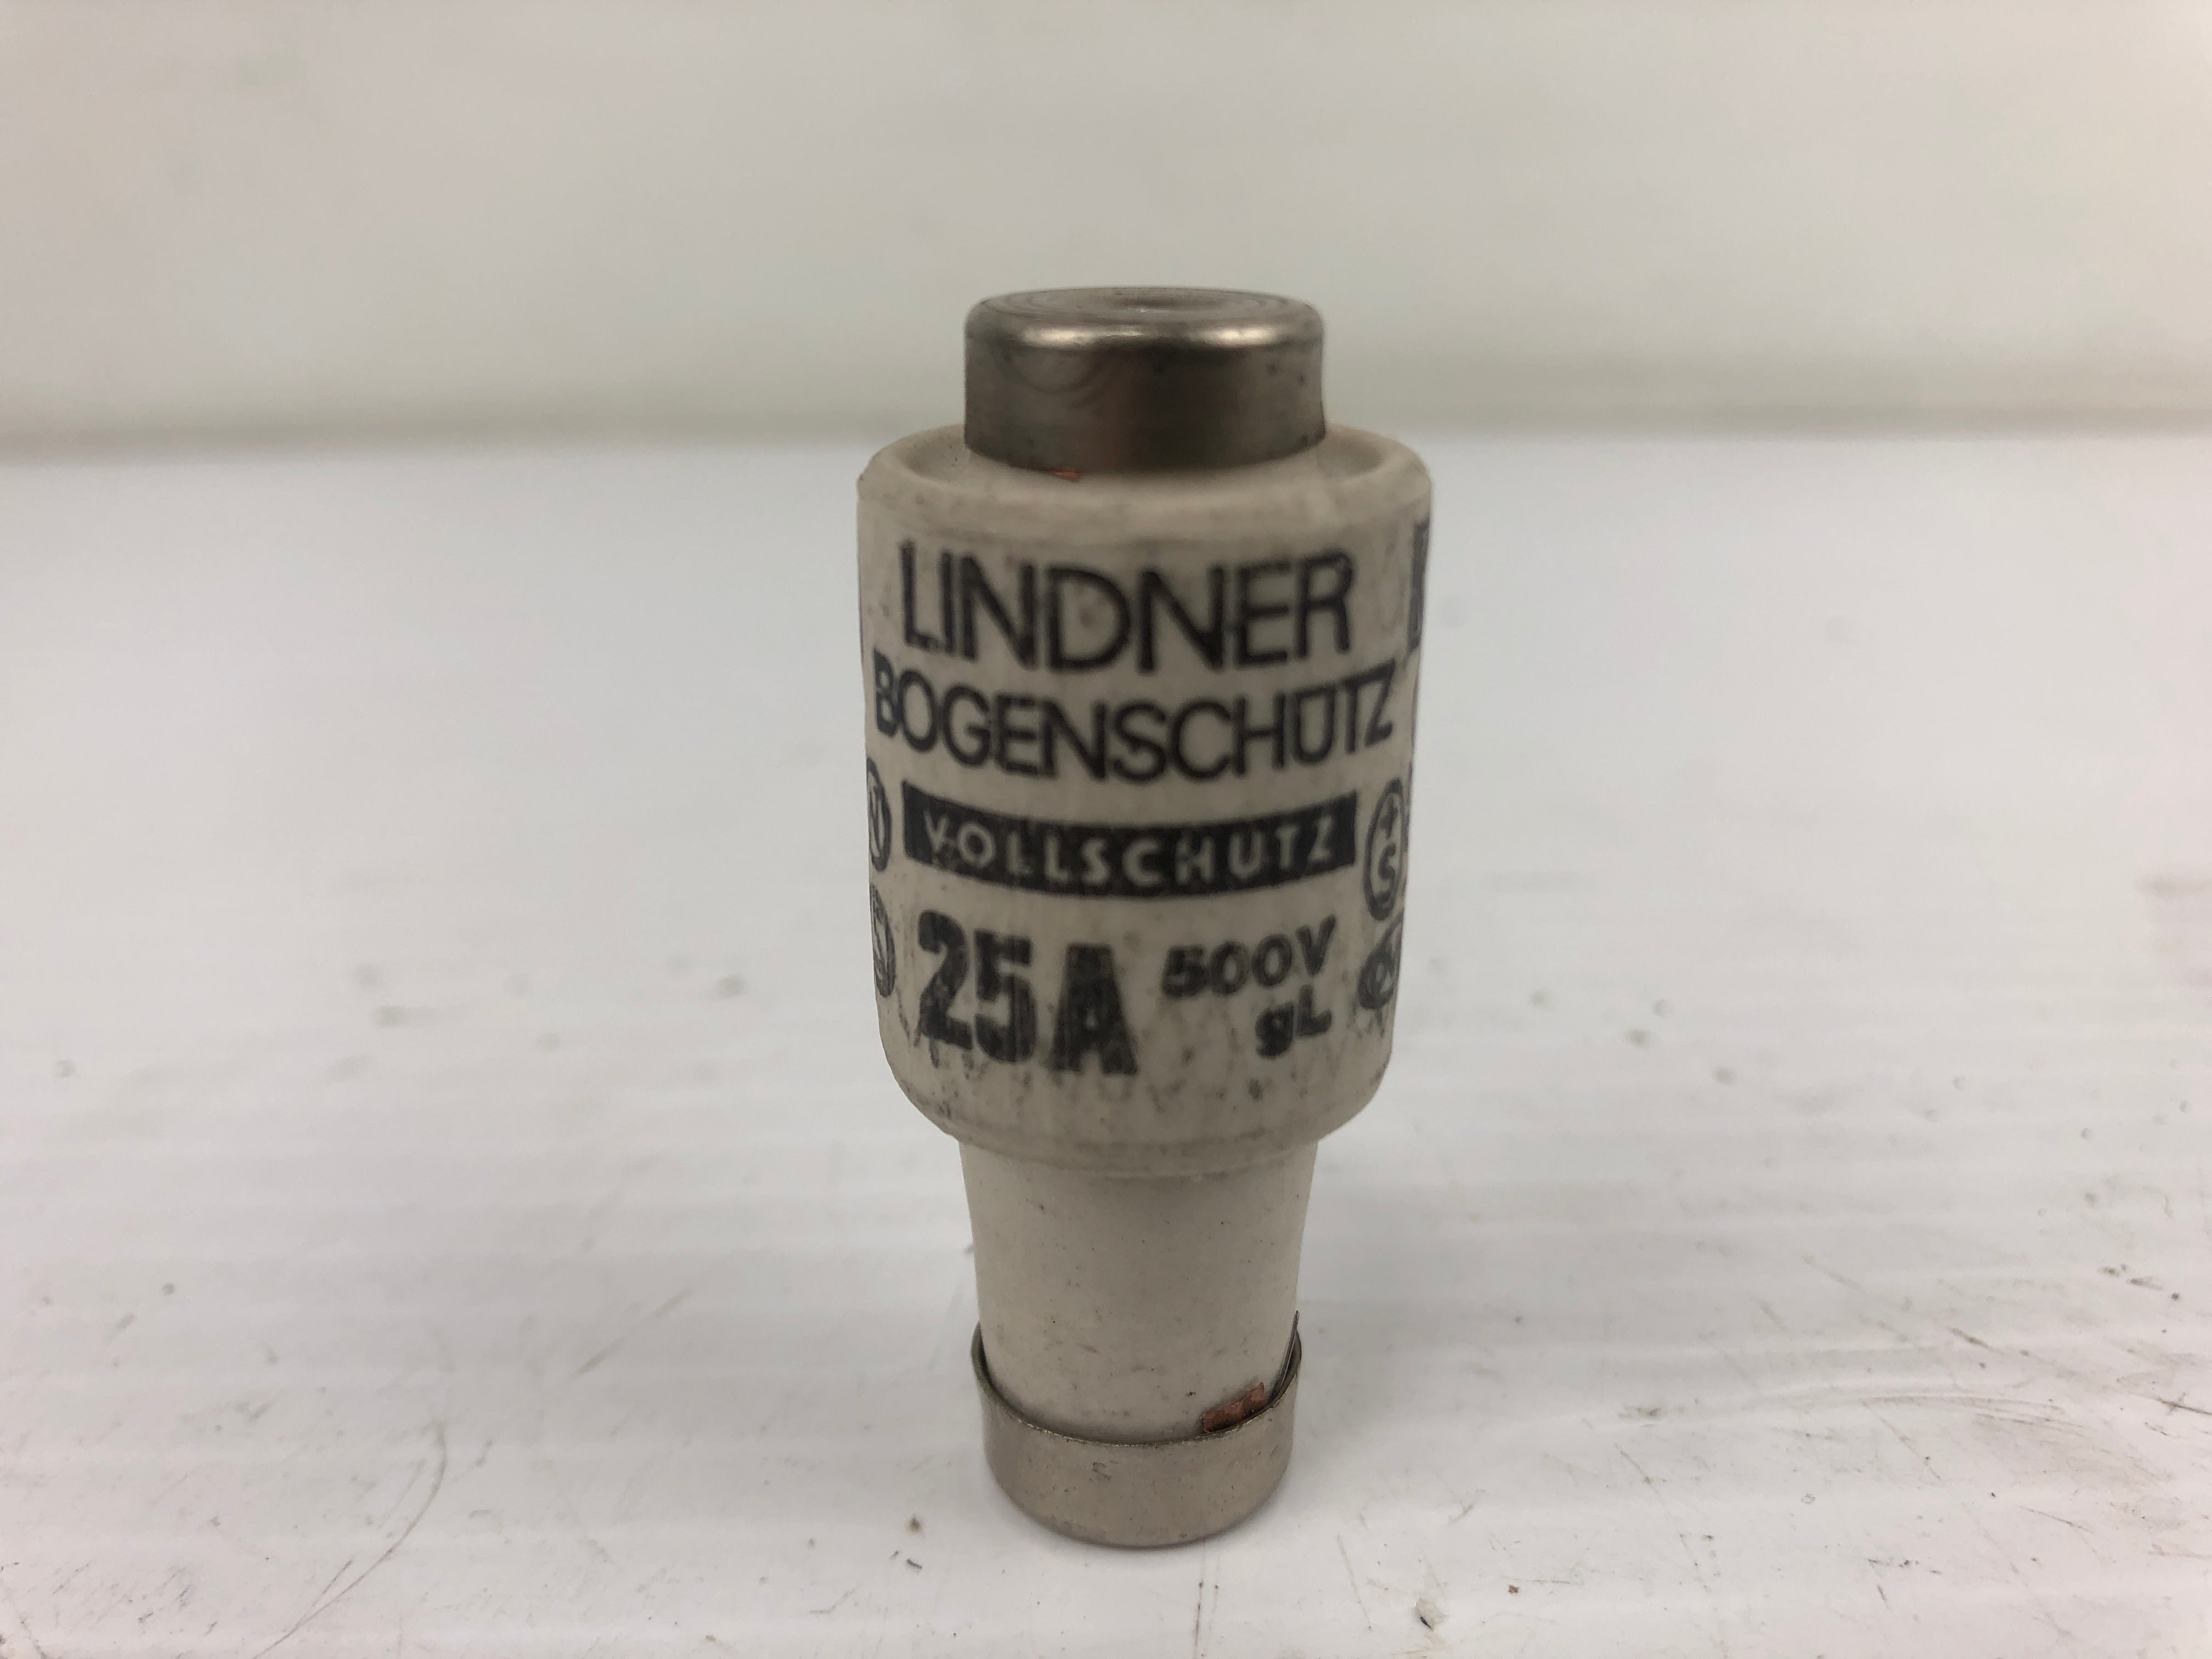 LINDNER
BOGENSCHÜTZ
VOLLSCHUTZ
25A 500V
gL